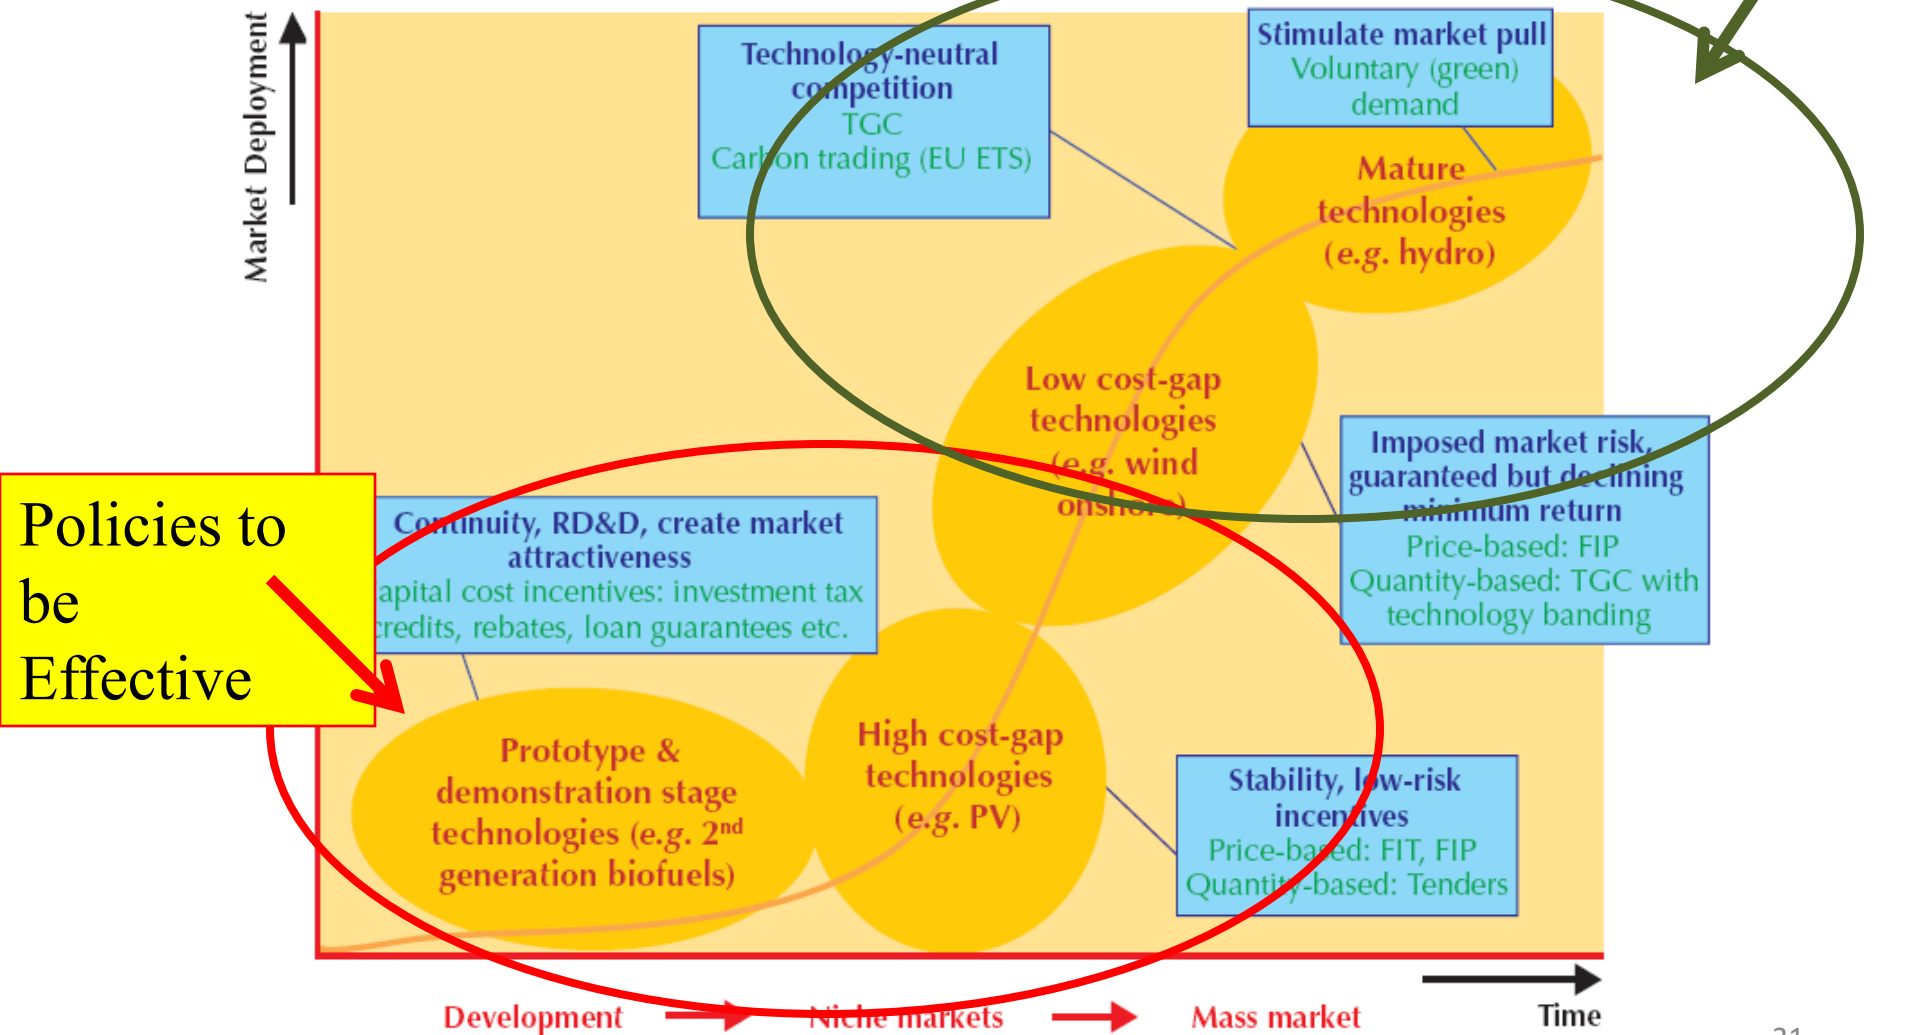 Market Deployment
Technology-neutral
competition
TGC
Carbon trading (EU ETS)
Stimulate market pull
Voluntary (green)
demand
Mature
technologies
(e.g. hydro)
Low cost-gap
technologies
(e.g. wind
onshore)
Imposed market risk,
guaranteed but declining
minimum return
Price-based: FIP
Quantity-based: TGC with
technology banding
Policies to
be
Effective
Continuity, RD&D, create market
attractiveness
apital cost incentives: investment tax
credits, rebates, loan guarantees etc.
Prototype &
demonstration stage
technologies (e.g. 2nd
generation biofuels)
High cost-gap
technologies
(e.g. PV)
Stability, low-risk
incentives
Price-based: FIT, FIP
Quantity-based: Tenders
Development
Niche markets
Mass market
Time